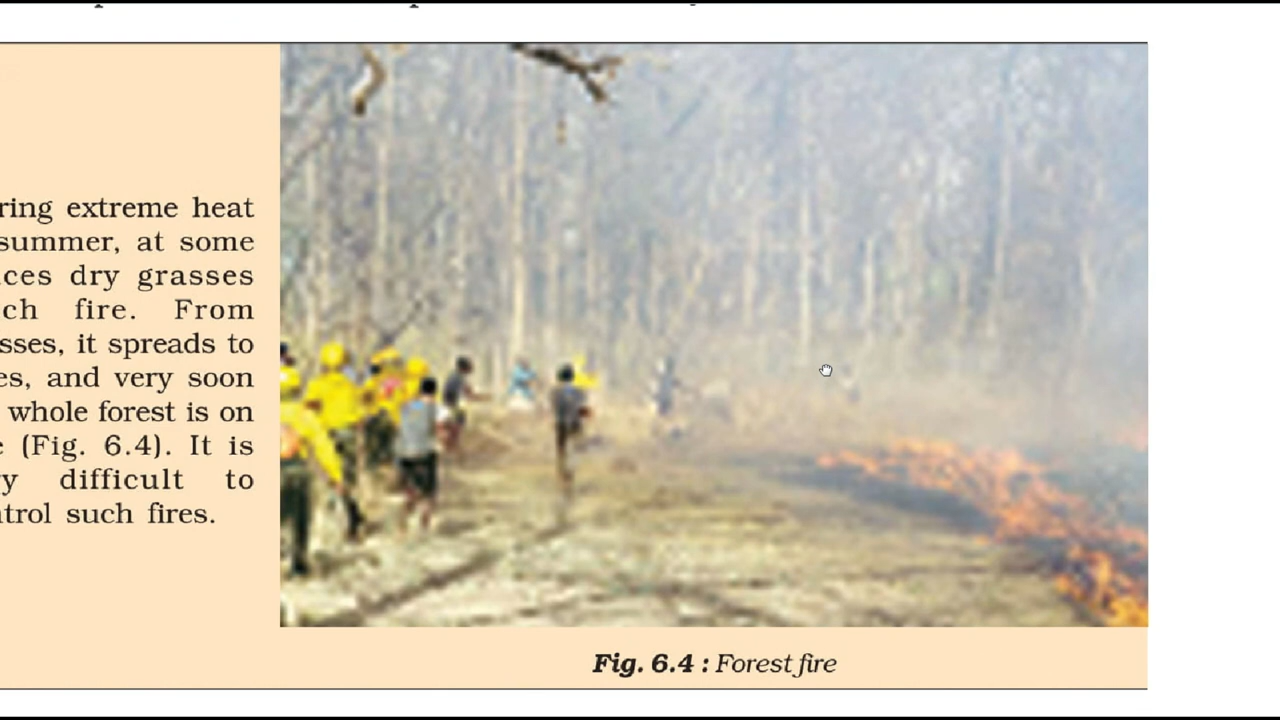 ring extreme heat
summer, at some
ces dry grasses
ch fire. From
sses, it spreads to
es, and very soon
whole forest is on
(Fig. 6.4). It is
y difficult to
trol such fires.
Fig. 6.4 : Forest fire